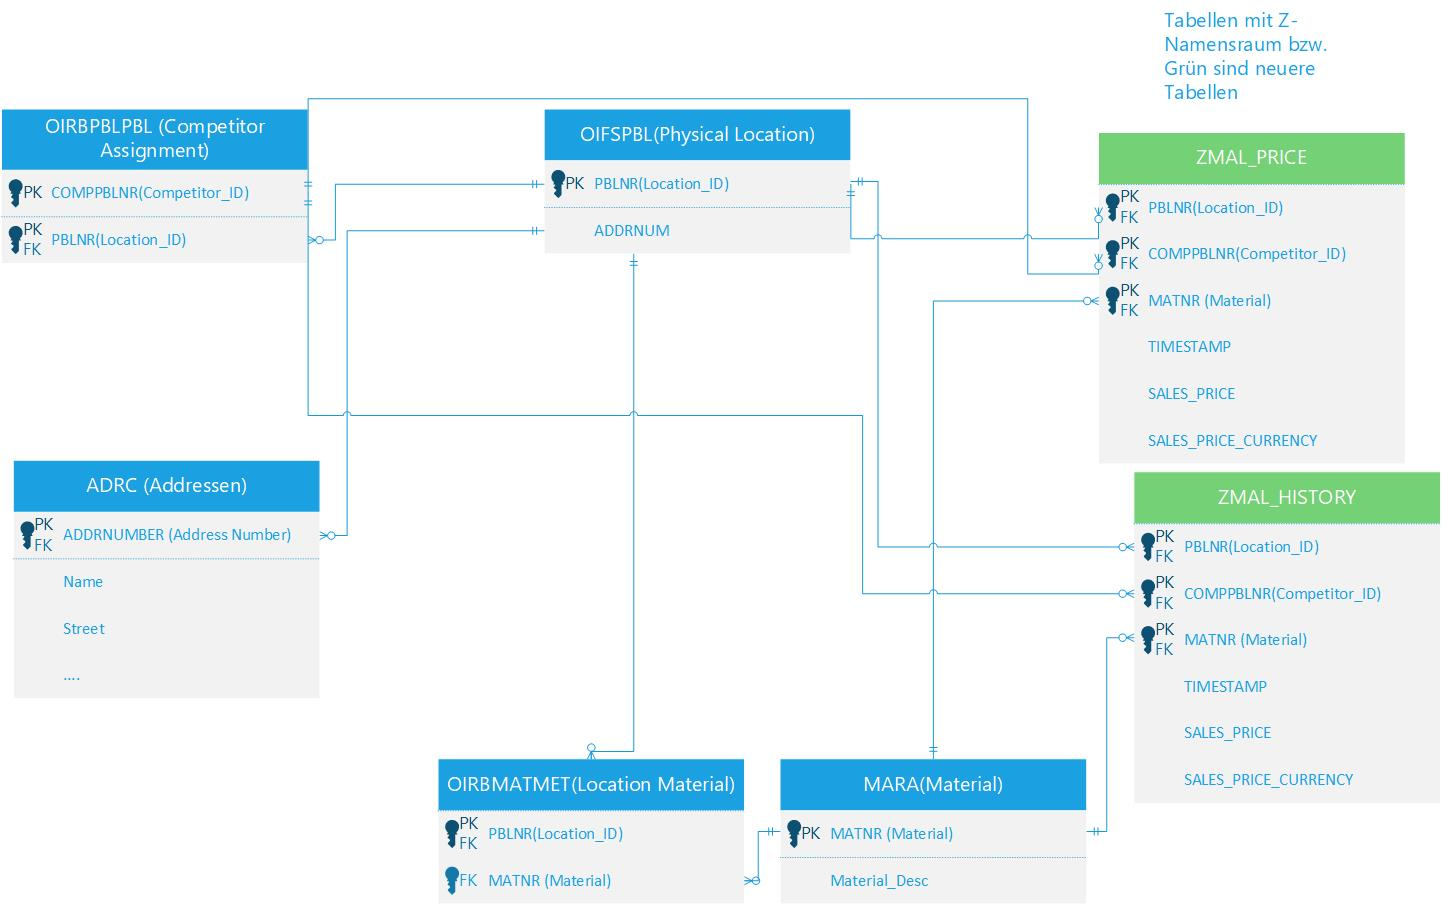 Tabellen mit Z-
Namensraum bzw.
Grün sind neuere
Tabellen
OIRBPBLPBL (Competitor
Assignment)
PK COMPPBLNR(Competitor_ID)
PK
FK PBLNR(Location_ID)
OIFSPBL(Physical Location)
PK PBLNR(Location_ID)
ADDRNUM
ZMAL_PRICE
PK
FK PBLNR(Location_ID)
PK
FK COMPPBLNR(Competitor_ID)
PK
FK MATNR (Material)
TIMESTAMP
SALES_PRICE
SALES_PRICE_CURRENCY
ADRC (Addressen)
PK
FK ADDRNUMBER (Address Number)
Name
Street
....
ZMAL_HISTORY
PK
FK PBLNR(Location_ID)
PK
FK COMPPBLNR(Competitor_ID)
PK
FK MATNR (Material)
TIMESTAMP
SALES_PRICE
SALES_PRICE_CURRENCY
OIRBMATMET(Location Material)
PK
FK PBLNR(Location_ID)
FK MATNR (Material)
MARA(Material)
PK MATNR (Material)
Material_Desc